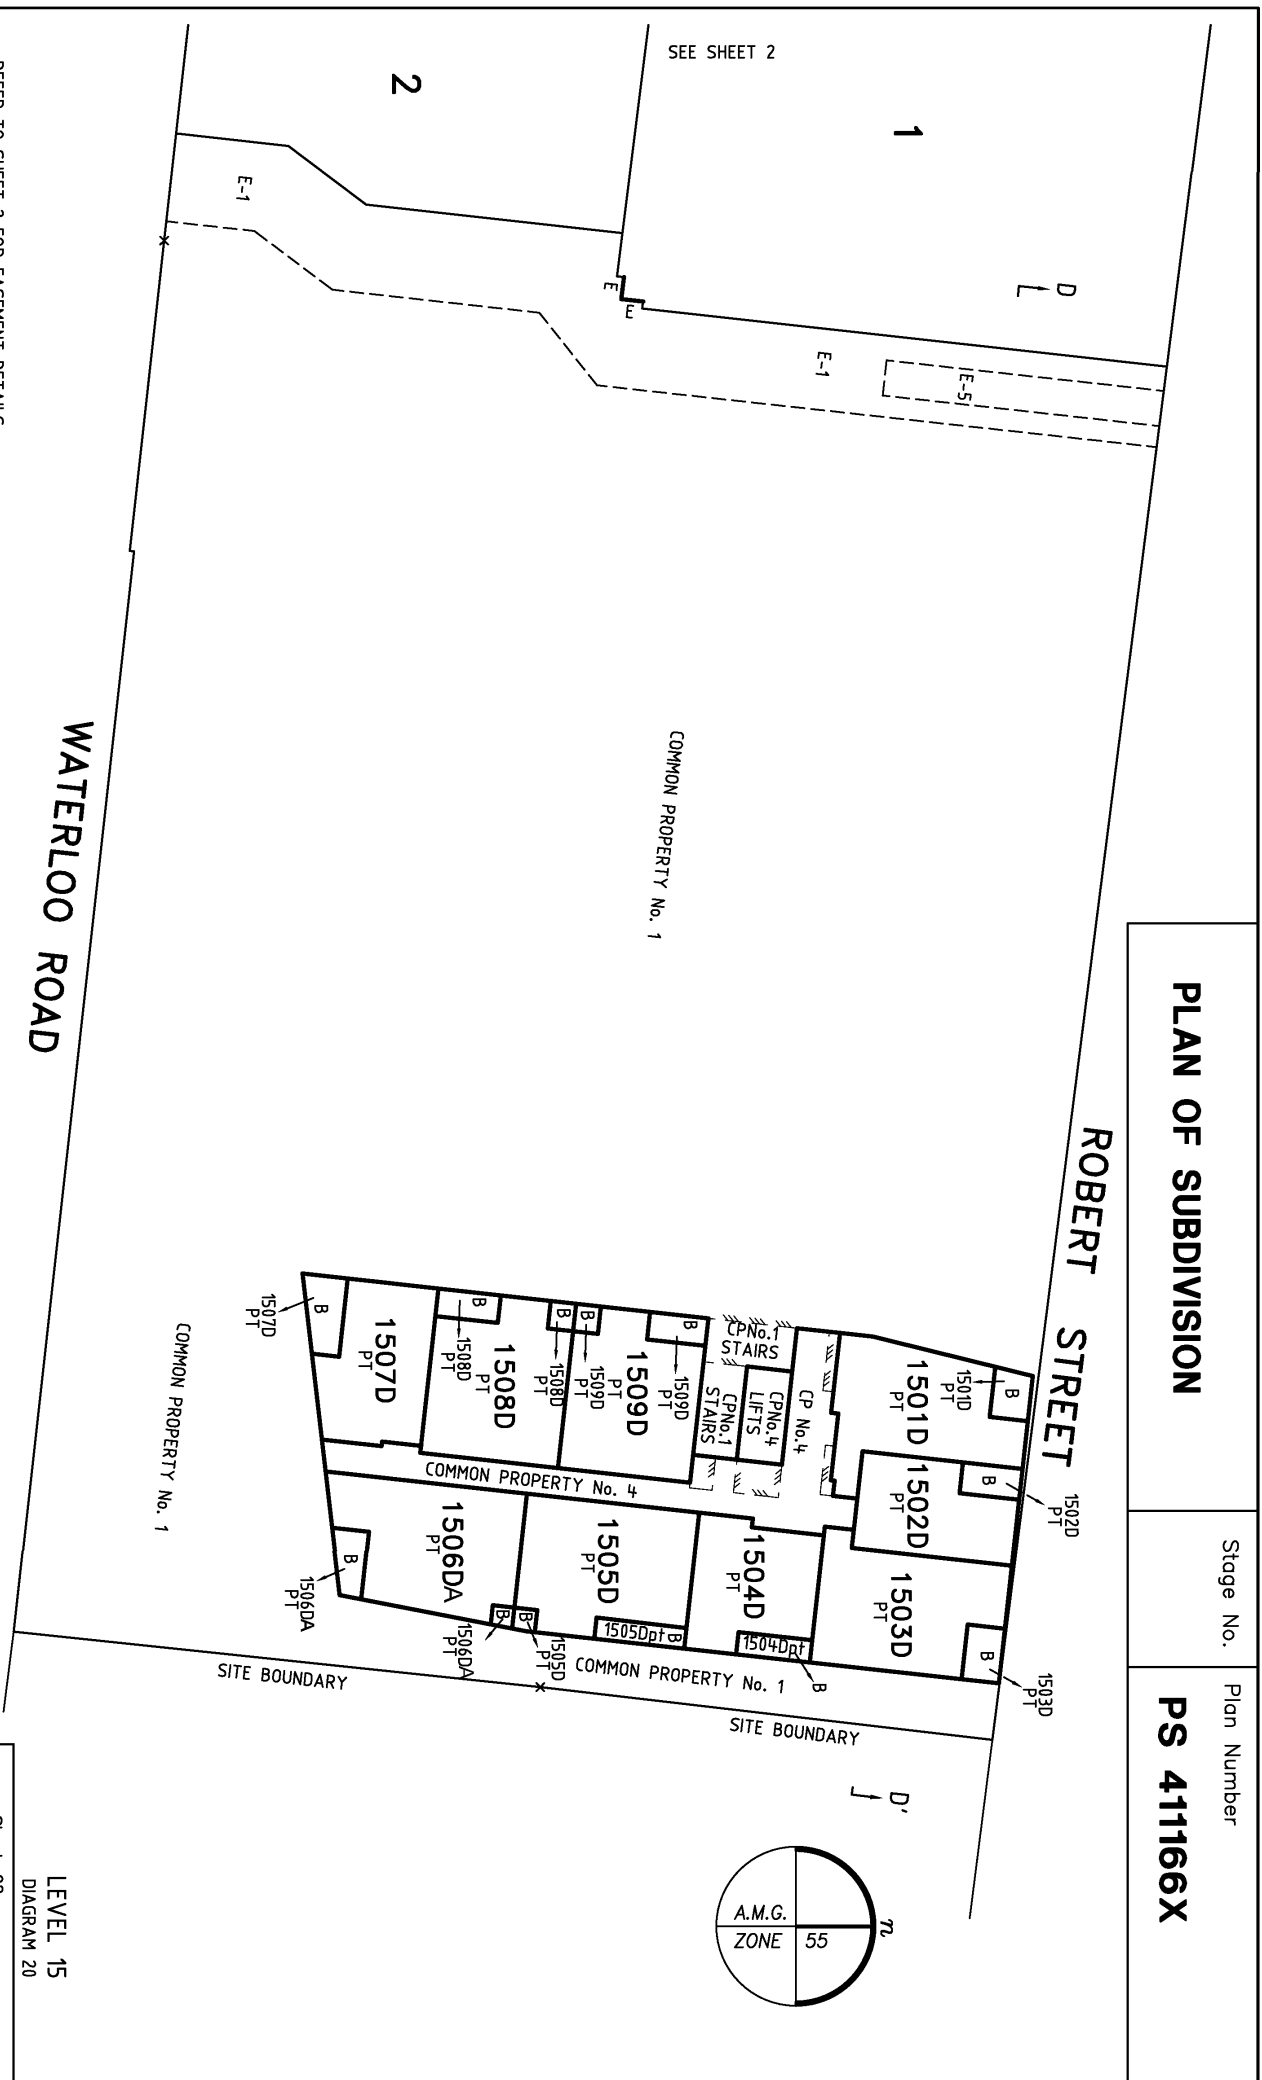 PLAN OF SUBDIVISION
Stage No.
Plan Number
PS 411166X
SEE SHEET 2
1
2
D
E-1
E-5
E-1
E
E
ROBERT STREET
COMMON PROPERTY No. 1
WATERLOO ROAD
1501D
PT
B
1501D
PT
1502D
PT
B
1502D
PT
1503D
PT
B
1503D
PT
CP No.4
CPNo.1
STAIRS
CPNo.4
LIFTS
CPNo.1
STAIRS
1504D
PT
1504Dpt
B
1509D
PT
B
1509D
PT
B
1509D
PT
1505D
PT
1505Dpt B
B
1505D
PT
1508D
PT
B
1508D
PT
B
1508D
PT
COMMON PROPERTY No. 4
1506DA
PT
B
1506DA
PT
B
1506DA
PT
1507D
PT
B
1507D
PT
COMMON PROPERTY No. 1
COMMON PROPERTY No. 1
SITE BOUNDARY
SITE BOUNDARY
D'
n
A.M.G.
ZONE 55
LEVEL 15
DIAGRAM 20